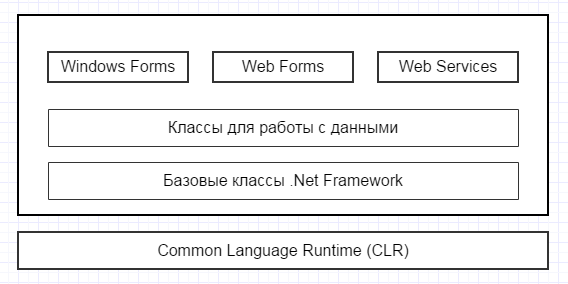 Windows Forms
Web Forms
Web Services
Классы для работы с данными
Базовые классы .Net Framework
Common Language Runtime (CLR)